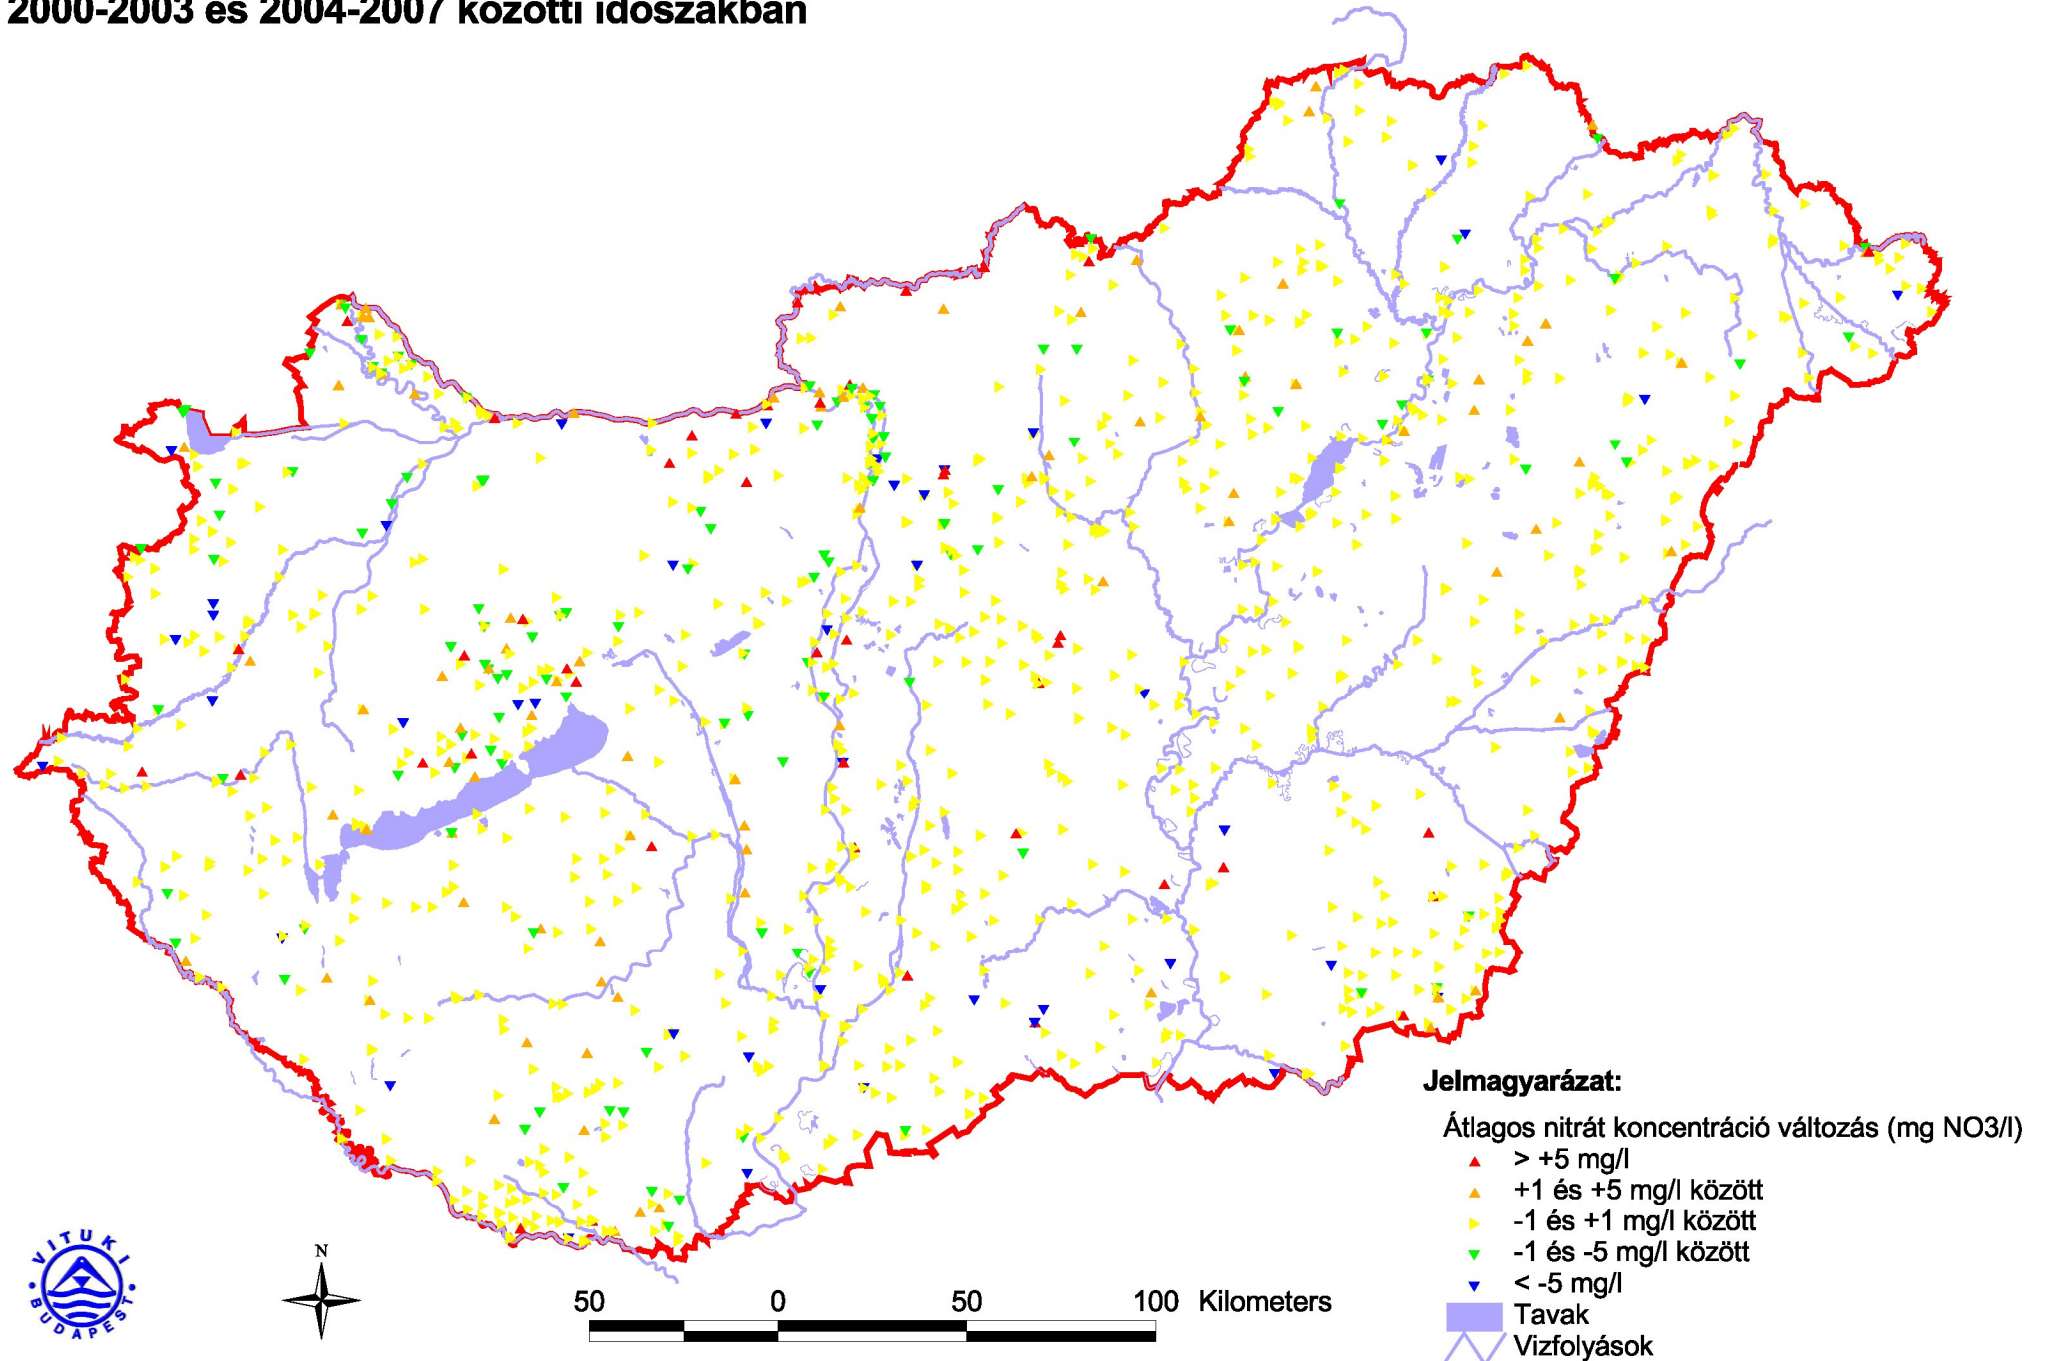 2000-2003 és 2004-2007 közötti időszakban
Jelmagyarázat:
Átlagos nitrát koncentráció változás (mg NO3/l)
> +5 mg/l
+1 és +5 mg/l között
-1 és +1 mg/l között
-1 és -5 mg/l között
< -5 mg/l
Tavak
Vizfolyások
VITUKI
BUDAPEST
N
50 0 50 100 Kilometers